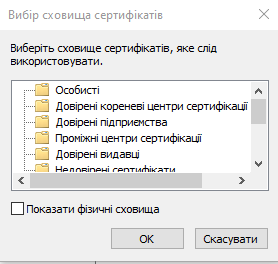 Вибір сховища сертифікатів
Виберіть сховище сертифікатів, яке слід
використовувати.
Особисті
Довірені кореневі центри сертифікації
Довірені підприємства
Проміжні центри сертифікації
Довірені видавці
Недовірені сертифікати
Показати фізичні сховища
ОК
Скасувати